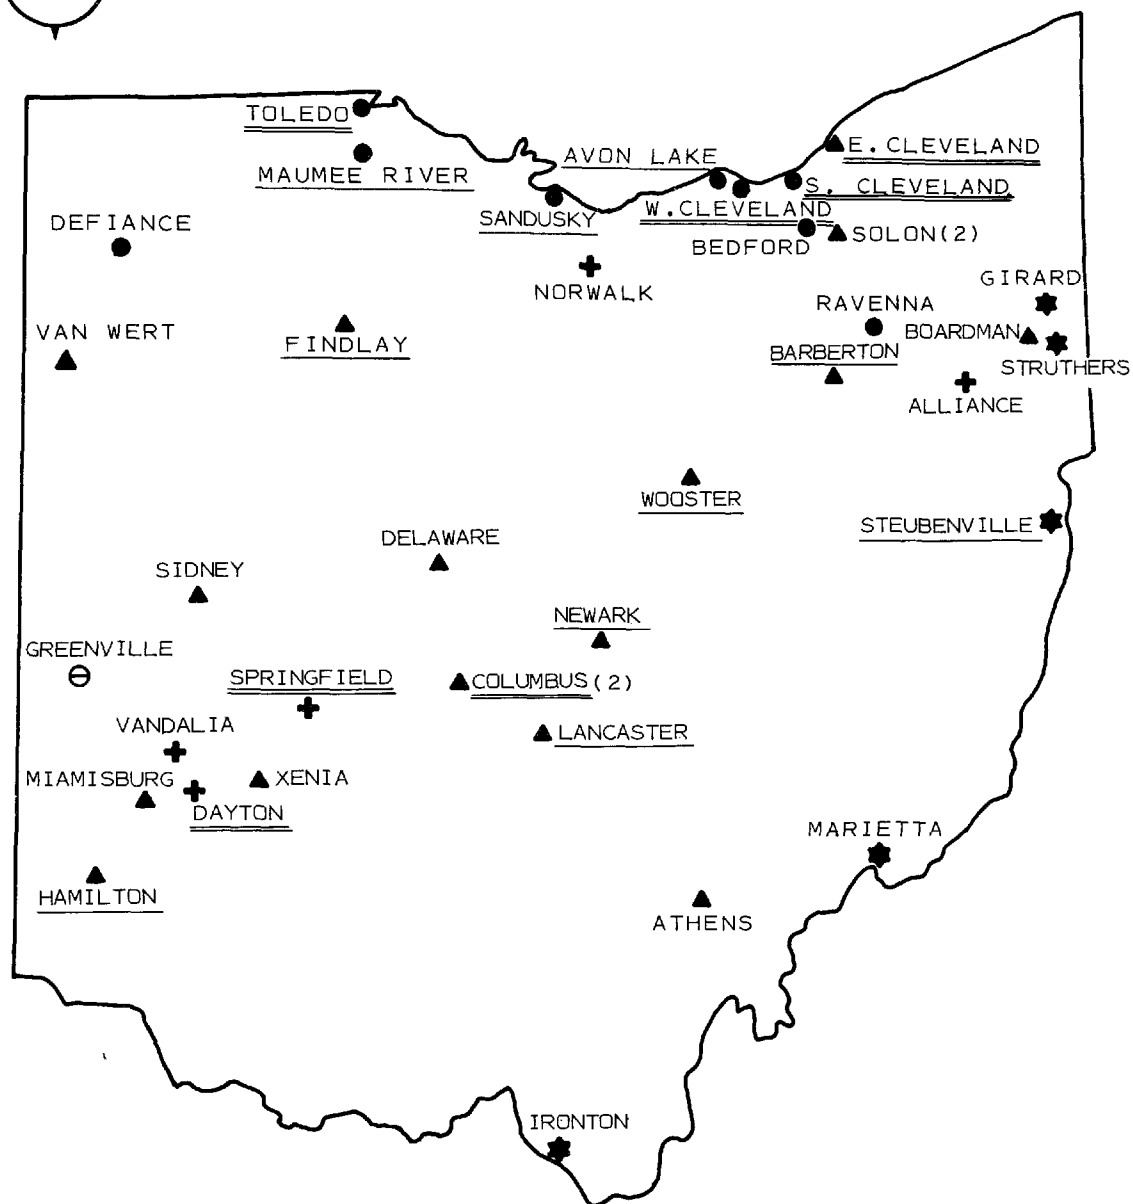 TOLEDO
E.CLEVELAND
AVON LAKE
MAUMEE RIVER
S. CLEVELAND
SANDUSKY
W.CLEVELAND
DEFIANCE
SOLON(2)
BEDFORD
GIRARD
NORWALK
RAVENNA
VAN WERT
BOARDMAN
FINDLAY
BARBERTON
STRUTHERS
ALLIANCE
WOOSTER
STEUBENVILLE
DELAWARE
SIDNEY
NEWARK
GREENVILLE
SPRINGFIELD
COLUMBUS(2)
VANDALIA
LANCASTER
MIAMISBURG
XENIA
DAYTON
MARIETTA
HAMILTON
ATHENS
IRONTON